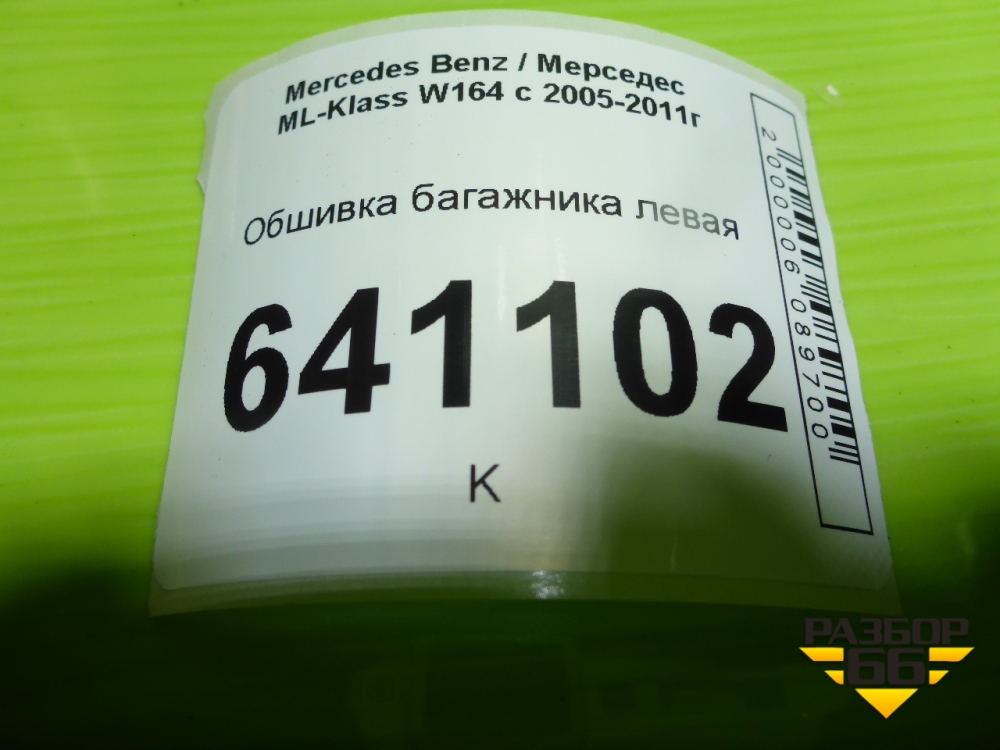 Mercedes Benz / Мерседес
ML-Klass W164 с 2005-2011г
Обшивка багажника левая
641102
К
2000006089700
РАЗБОР
66